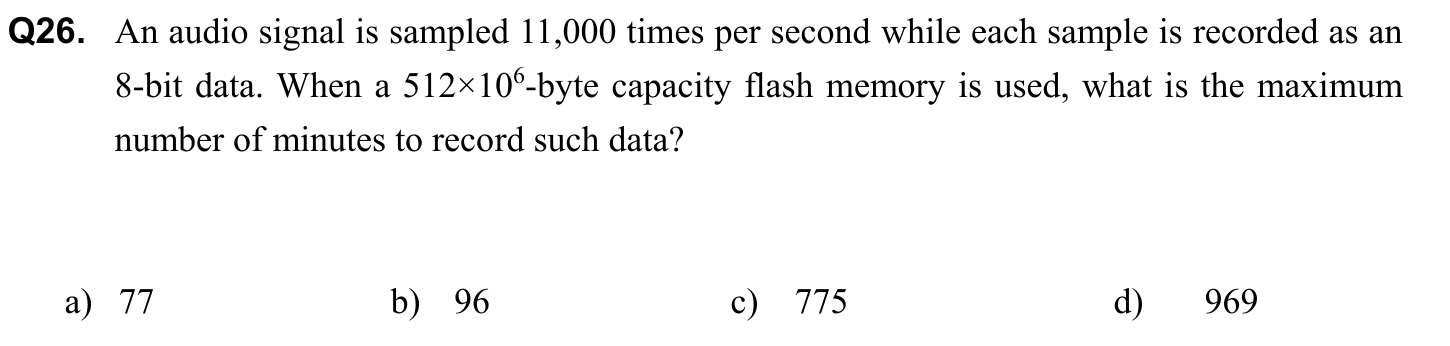 Q26. An audio signal is sampled 11,000 times per second while each sample is recorded as an
8-bit data. When a 512×10⁶-byte capacity flash memory is used, what is the maximum
number of minutes to record such data?
a) 77 b) 96 c) 775 d) 969